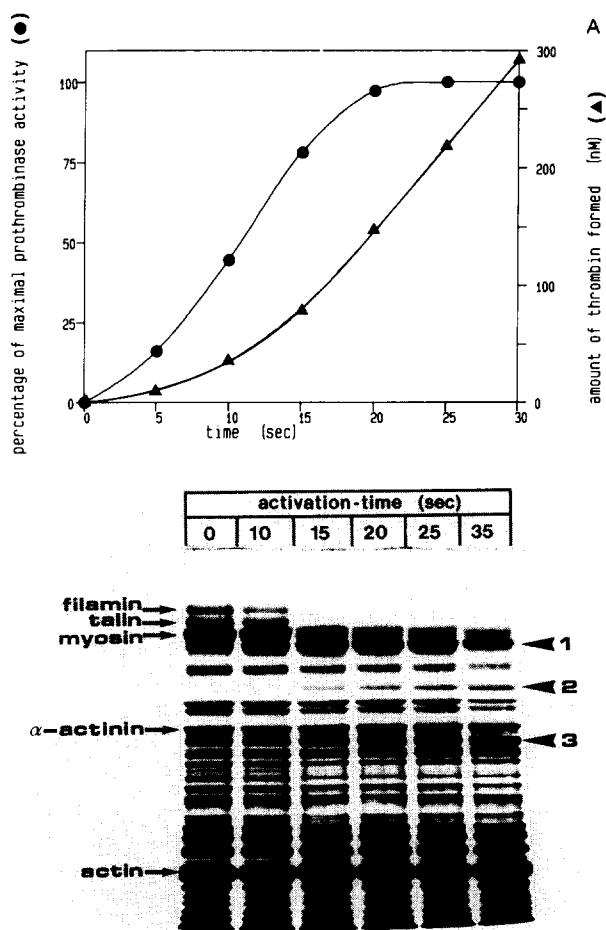 A
percentage of maximal prothrombinase activity (●)
100
75
50
25
0
300
200
100
0
amount of thrombin formed (nM) (▲)
0 5 10 15 20 25 30
time (sec)
activation-time (sec)
0 10 15 20 25 35
filamin
talin
myosin
1
2
α-actinin
3
actin